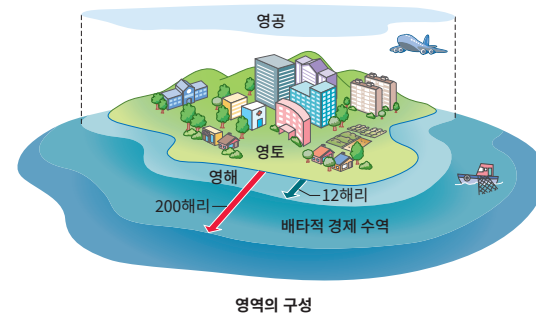 영공
영토
영해
12해리
200해리
배타적 경제 수역
영역의 구성